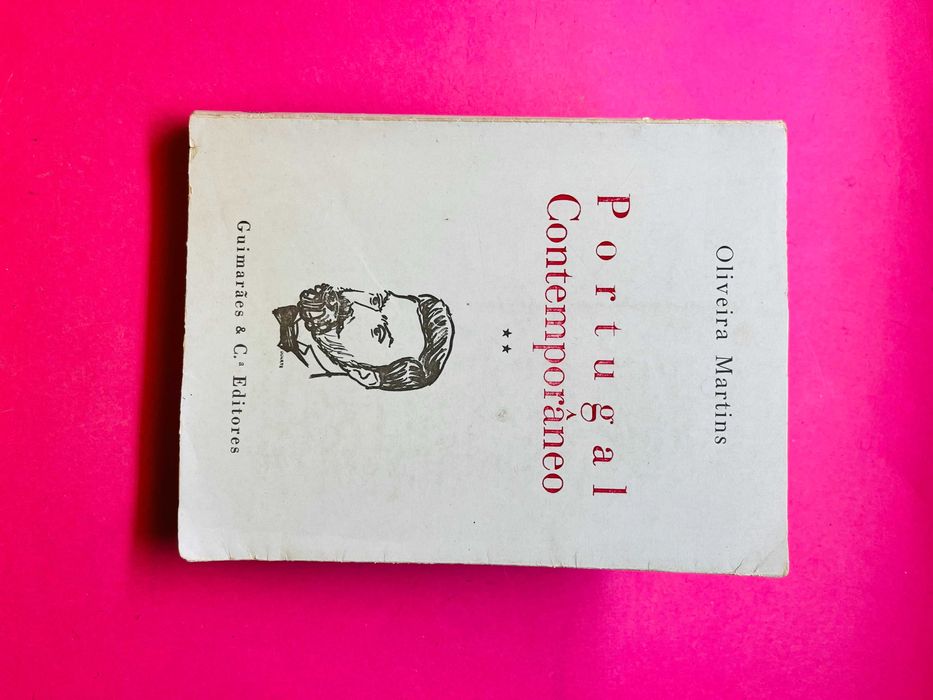 Oliveira Martins
Portugal
Contemporâneo
★★
Guimarães & C.ª Editores